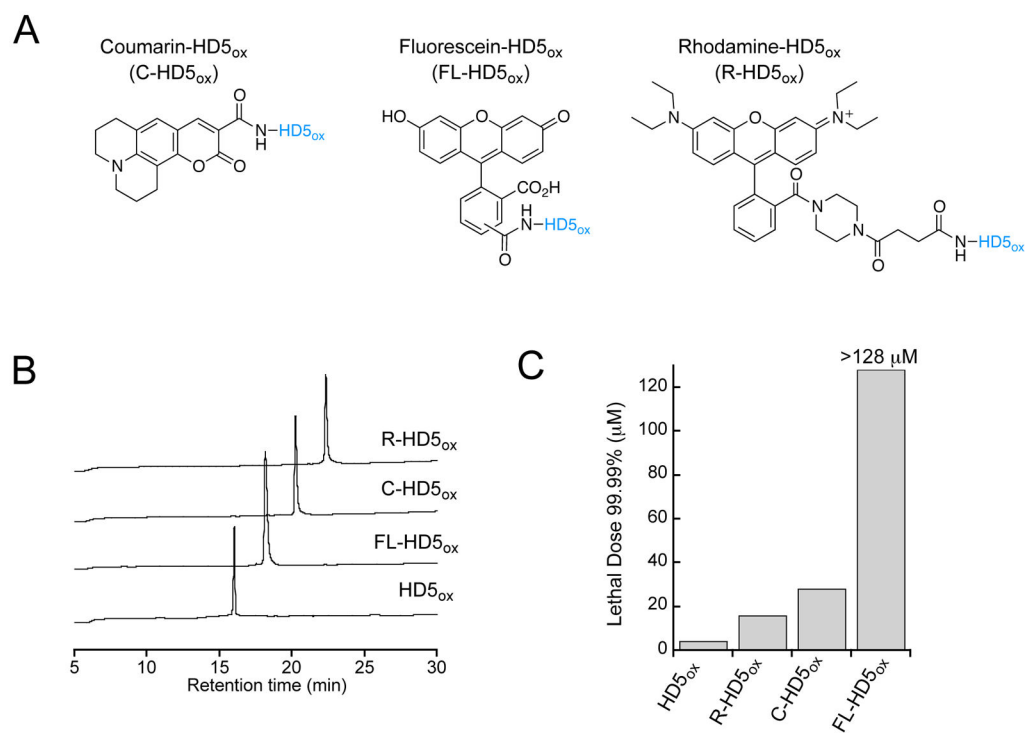 A
Coumarin-HD5ox
(C-HD5ox)
Fluorescein-HD5ox
(FL-HD5ox)
Rhodamine-HD5ox
(R-HD5ox)
O
N
H
HD5ox
N
O
O
HO
O
O
CO2H
H
N
HD5ox
O
N
O
N+
O
N
N
O
O
N
H
HD5ox
B
R-HD5ox
C-HD5ox
FL-HD5ox
HD5ox
5 10 15 20 25 30
Retention time (min)
C
>128 μM
Lethal Dose 99.99% (μM)
120
100
80
60
40
20
0
HD5ox
R-HD5ox
C-HD5ox
FL-HD5ox